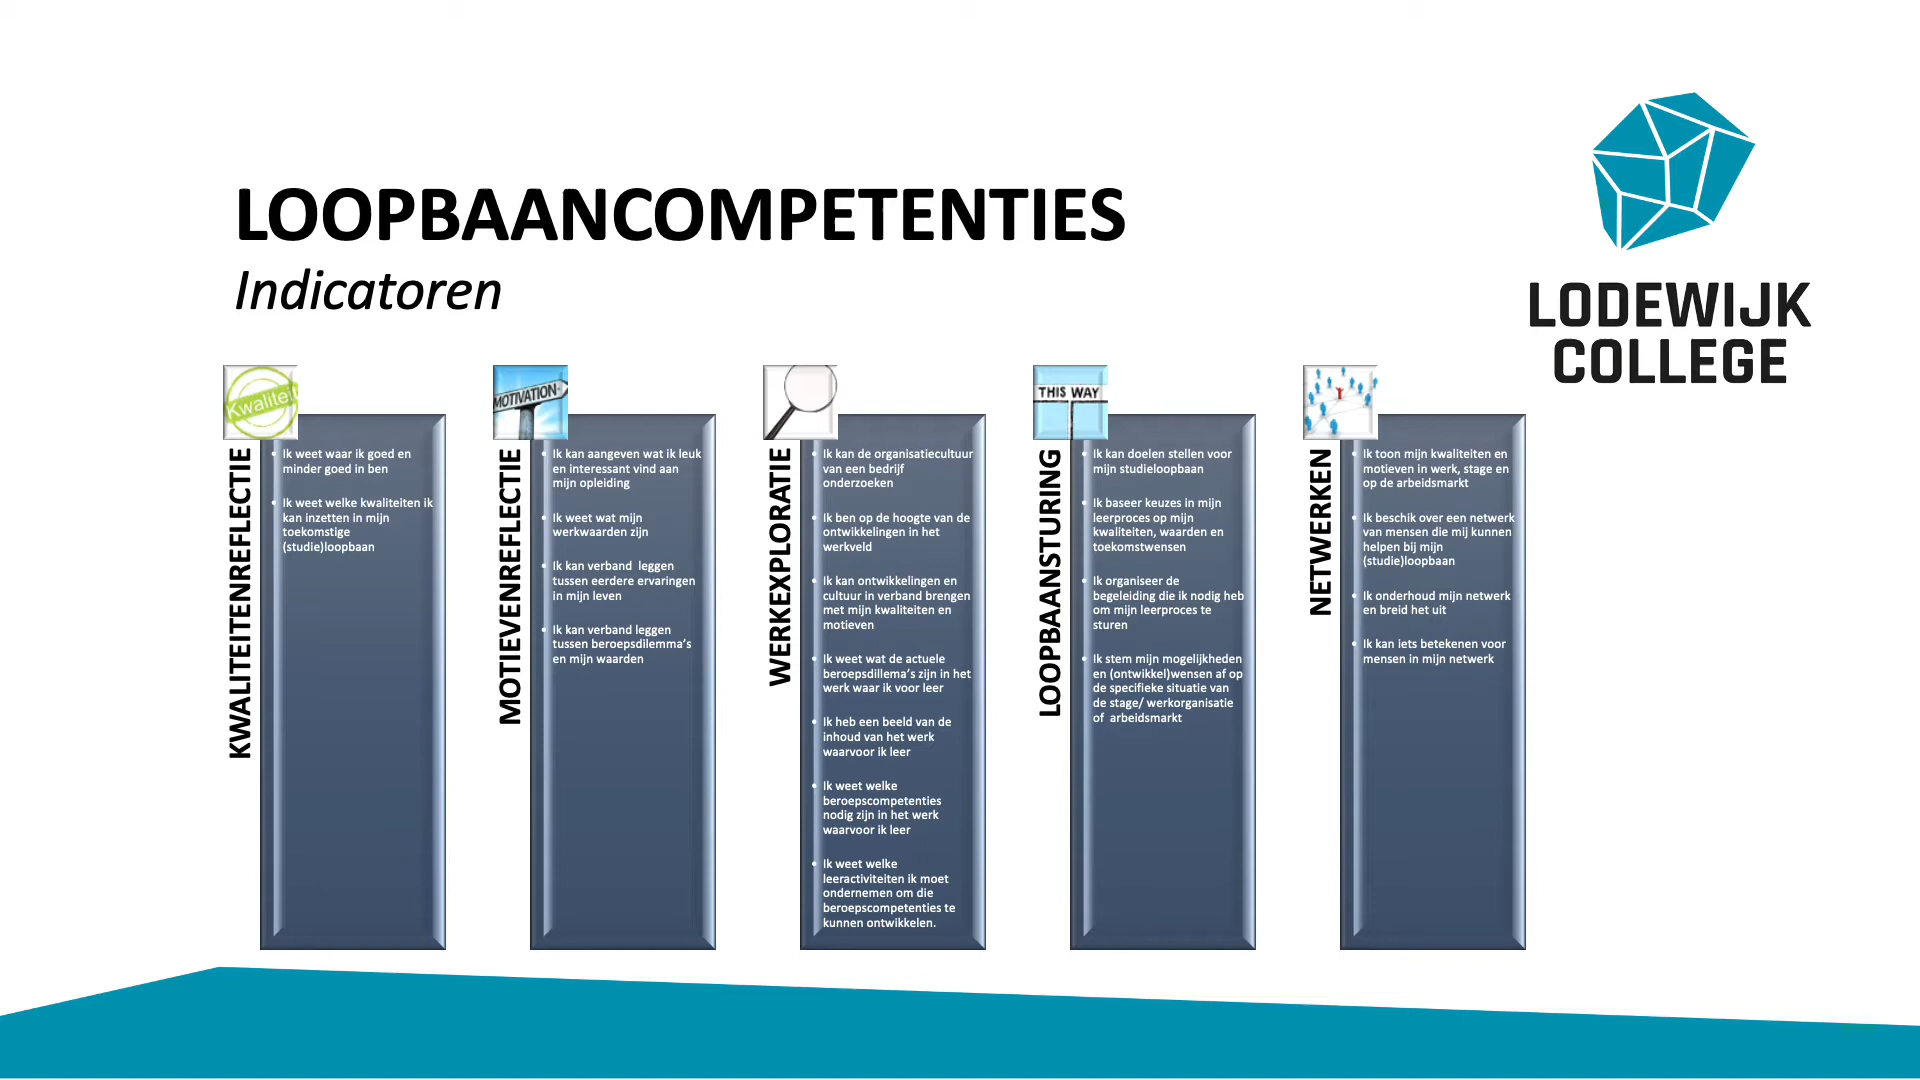 LOOPBAANCOMPETENTIES
Indicatoren
LODEWIJK
COLLEGE
Kwaliteit
KWALITEITENREFLECTIE
Ik weet waar ik goed en
minder goed in ben
Ik weet welke kwaliteiten ik
kan inzetten in mijn
toekomstige
(studie)loopbaan
MOTIVATION
MOTIEVENREFLECTIE
Ik kan aangeven wat ik leuk
en interessant vind aan
mijn opleiding
Ik weet wat mijn
werkwaarden zijn
Ik kan verband leggen
tussen eerdere ervaringen
in mijn leven
Ik kan verband leggen
tussen beroepsdilemma's
en mijn waarden
WERKEXPLORATIE
Ik kan de organisatiecultuur
van een bedrijf
onderzoeken
Ik ben op de hoogte van de
ontwikkelingen in het
werkveld
Ik kan ontwikkelingen en
cultuur in verband brengen
met mijn kwaliteiten en
motieven
Ik weet wat de actuele
beroepsdillema's zijn in het
werk waar ik voor leer
Ik heb een beeld van de
inhoud van het werk
waarvoor ik leer
Ik weet welke
beroepscompetenties
nodig zijn in het werk
waarvoor ik leer
Ik weet welke
leeractiviteiten ik moet
ondernemen om die
beroepscompetenties te
kunnen ontwikkelen.
THIS WAY
LOOPBAANSTURING
Ik kan doelen stellen voor
mijn studieloopbaan
Ik baseer keuzes in mijn
leerproces op mijn
kwaliteiten, waarden en
toekomstwensen
Ik organiseer de
begeleiding die ik nodig heb
om mijn leerproces te
sturen
Ik stem mijn mogelijkheden
en (ontwikkel)wensen af op
de specifieke situatie van
de stage/ werkorganisatie
of arbeidsmarkt
NETWERKEN
Ik toon mijn kwaliteiten en
motieven in werk, stage en
op de arbeidsmarkt
Ik beschik over een netwerk
van mensen die mij kunnen
helpen bij mijn
(studie)loopbaan
Ik onderhoud mijn netwerk
en breid het uit
Ik kan iets betekenen voor
mensen in mijn netwerk